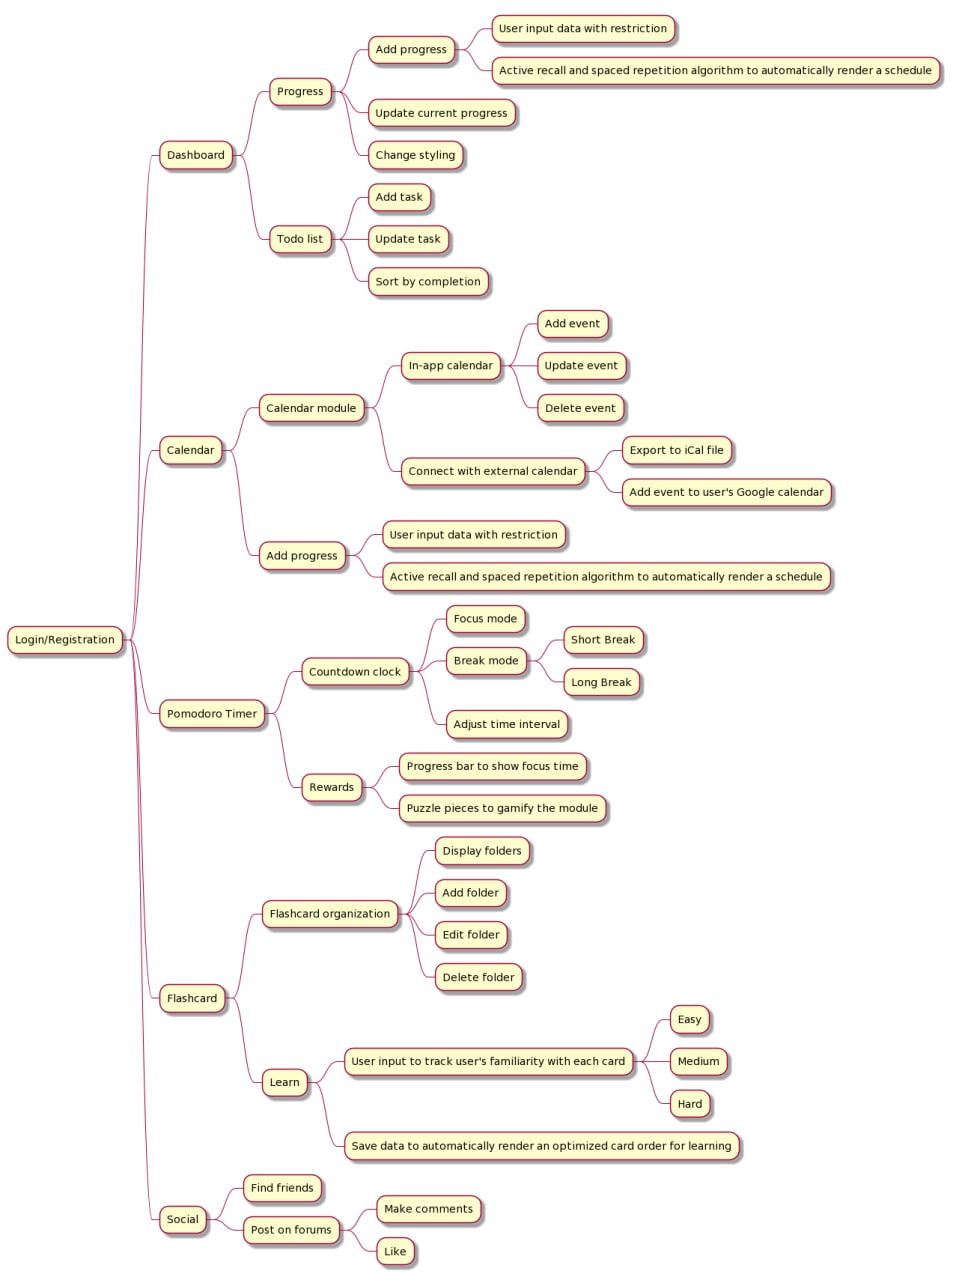 Login/Registration
Dashboard
Progress
Add progress
User input data with restriction
Active recall and spaced repetition algorithm to automatically render a schedule
Update current progress
Change styling
Todo list
Add task
Update task
Sort by completion
Calendar
Calendar module
In-app calendar
Add event
Update event
Delete event
Connect with external calendar
Export to iCal file
Add event to user's Google calendar
Add progress
User input data with restriction
Active recall and spaced repetition algorithm to automatically render a schedule
Pomodoro Timer
Countdown clock
Focus mode
Break mode
Short Break
Long Break
Adjust time interval
Rewards
Progress bar to show focus time
Puzzle pieces to gamify the module
Flashcard
Flashcard organization
Display folders
Add folder
Edit folder
Delete folder
Learn
User input to track user's familiarity with each card
Easy
Medium
Hard
Save data to automatically render an optimized card order for learning
Social
Find friends
Post on forums
Make comments
Like